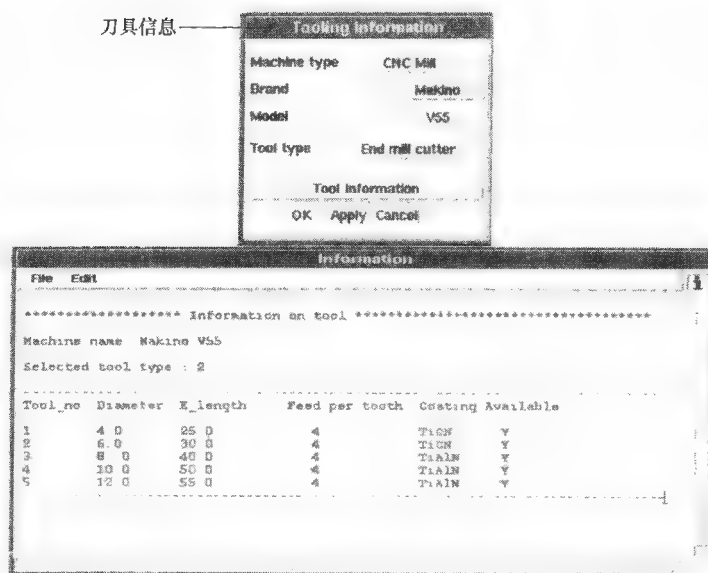 刀具信息
Tooling Information
Machine type CNC Mill
Brand Makino
Model V55
Tool type End mill cutter
Tool Information
OK Apply Cancel
Information
File Edit
******************* Information on tool ************************************
Machine name Makino V55
Selected tool type : 2
Tool_no Diameter E_length Feed per tooth Coating Available
1 4.0 25.0 4 TiCN Y
2 6.0 30.0 4 TiCN Y
3 8.0 40.0 4 TiAlN Y
4 10.0 50.0 4 TiAlN Y
5 12.0 55.0 4 TiAlN Y